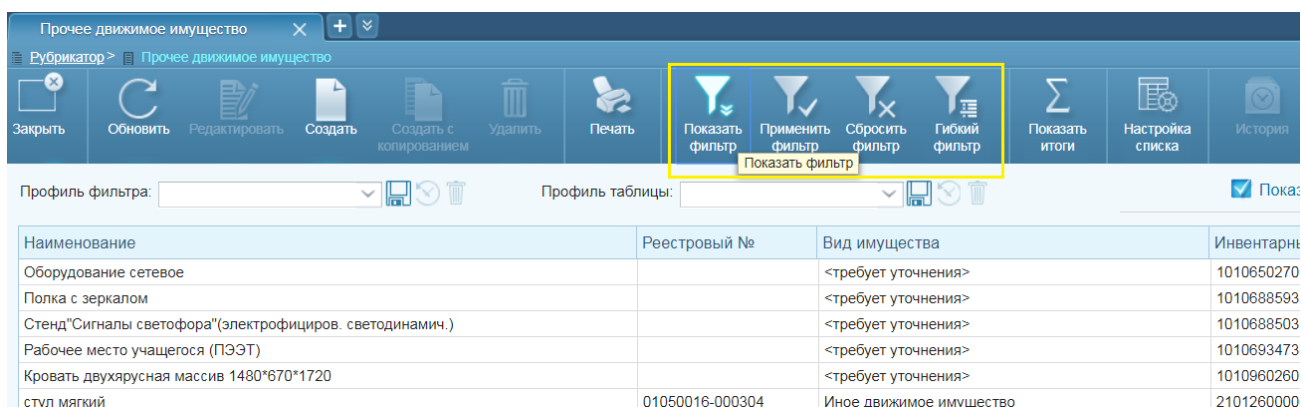 Прочее движимое имущество
Рубрикатор > Прочее движимое имущество
Закрыть Обновить Редактировать Создать Создать с копированием Удалить Печать Показать фильтр Применить фильтр Сбросить фильтр Гибкий фильтр Показать итоги Настройка списка История
Показать фильтр
Профиль фильтра: Профиль таблицы: Показ
Наименование Реестровый № Вид имущества Инвентарн
Оборудование сетевое <требует уточнения> 1010650270
Полка с зеркалом <требует уточнения> 1010688593
Стенд"Сигналы светофора"(электрофициров. светодинамич.) <требует уточнения> 1010688503
Рабочее место учащегося (ПЭЭТ) <требует уточнения> 1010693473
Кровать двухярусная массив 1480*670*1720 <требует уточнения> 1010960260
стул мягкий 01050016-000304 Иное движимое имущество 2101260000